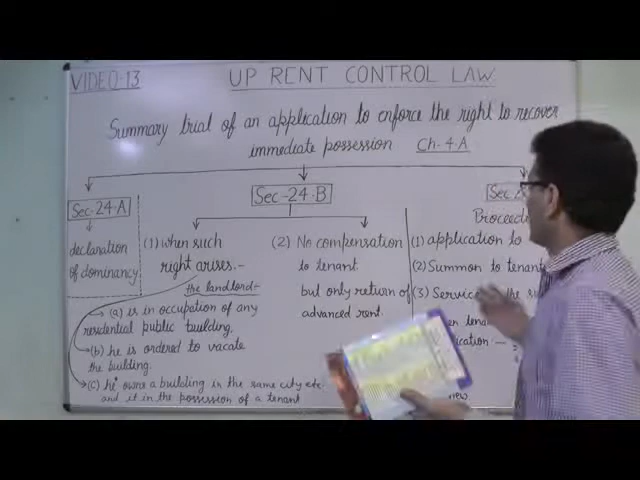 VIDEO-13
UP RENT CONTROL LAW
Summary trial of an application to enforce the right to recover
immediate possession Ch-4.A
Sec-24-A
declaration
of dominancy
Sec-24-B
(1) when such
right arises.-
the landlord-
(a) is in occupation of any
residential public building.
(b) he is ordered to vacate
the building.
(c) he owns a building in the same city etc.
and it in the possession of a tenant
(2) No compensation
to tenant
but only return of
advanced rent.
Sec
(1) application to
(2) Summon to tenant
(3)